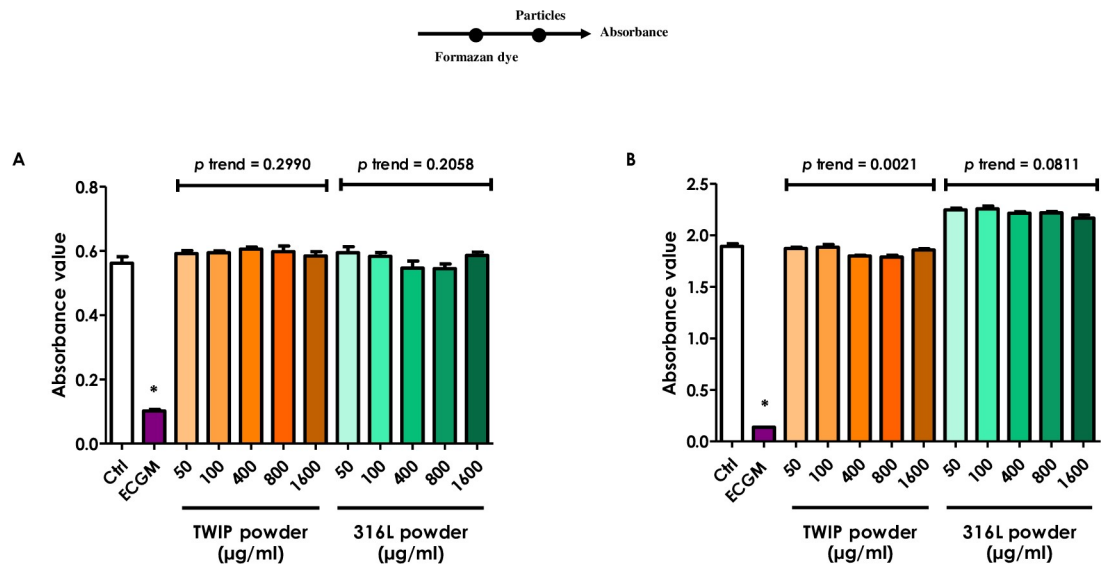 Particles
Absorbance
Formazan dye
A
p trend = 0.2990
p trend = 0.2058
Absorbance value
0.8
0.6
0.4
0.2
0.0
Ctrl
ECGM
50
100
400
800
1600
50
100
400
800
1600
*
TWIP powder
(µg/ml)
316L powder
(µg/ml)
B
p trend = 0.0021
p trend = 0.0811
Absorbance value
2.5
2.0
1.5
1.0
0.5
0.0
*
Ctrl
ECGM
50
100
400
800
1600
50
100
400
800
1600
TWIP powder
(µg/ml)
316L powder
(µg/ml)